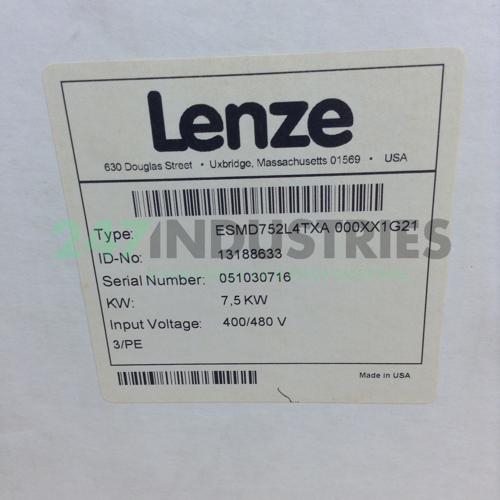 Lenze
630 Douglas Street • Uxbridge, Massachusetts 01569 • USA
Type: ESMD752L4TXA 000XX1G21
247INDUSTRIES
ID-No: 13188633
Serial Number: 051030716
KW: 7,5 KW
Input Voltage: 400/480 V
3/PE
Made in USA